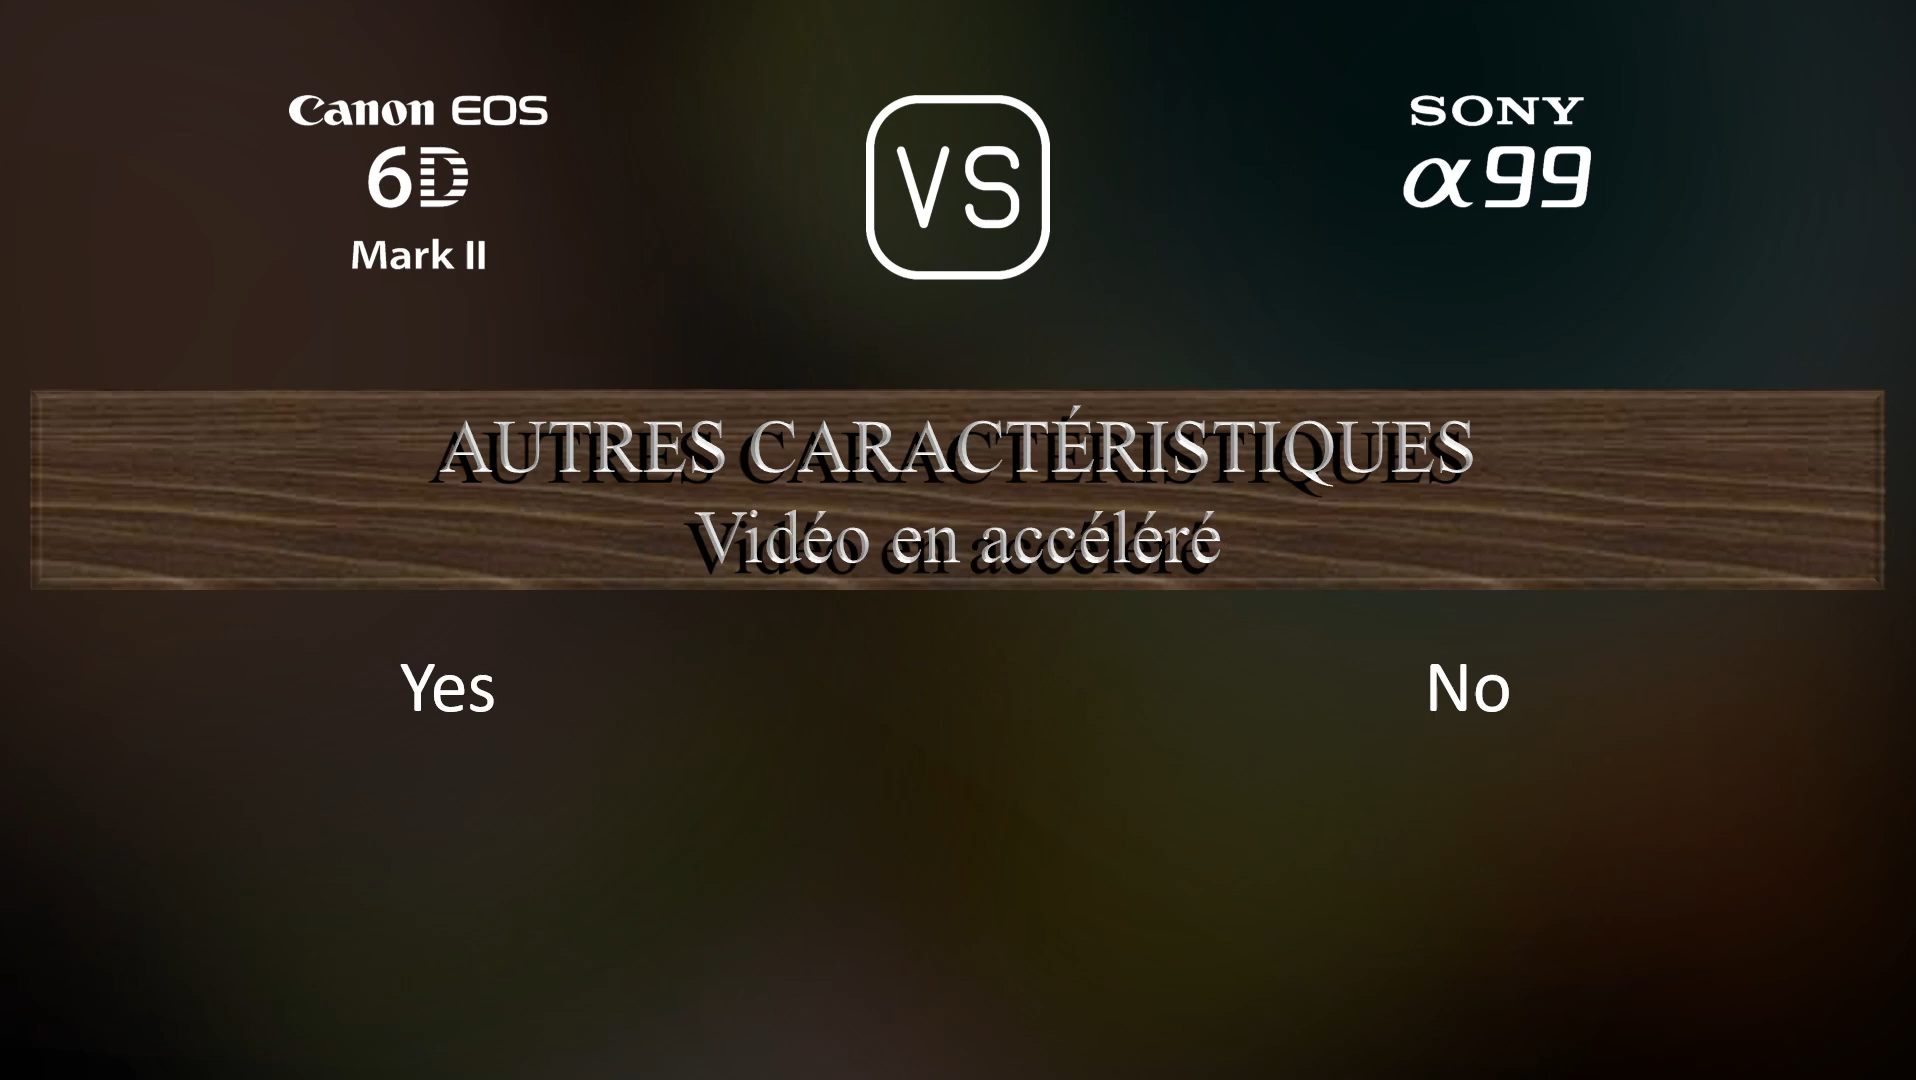 Canon EOS
6D
Mark II
VS
SONY
α99
AUTRES CARACTÉRISTIQUES
Vidéo en accéléré
Yes
No